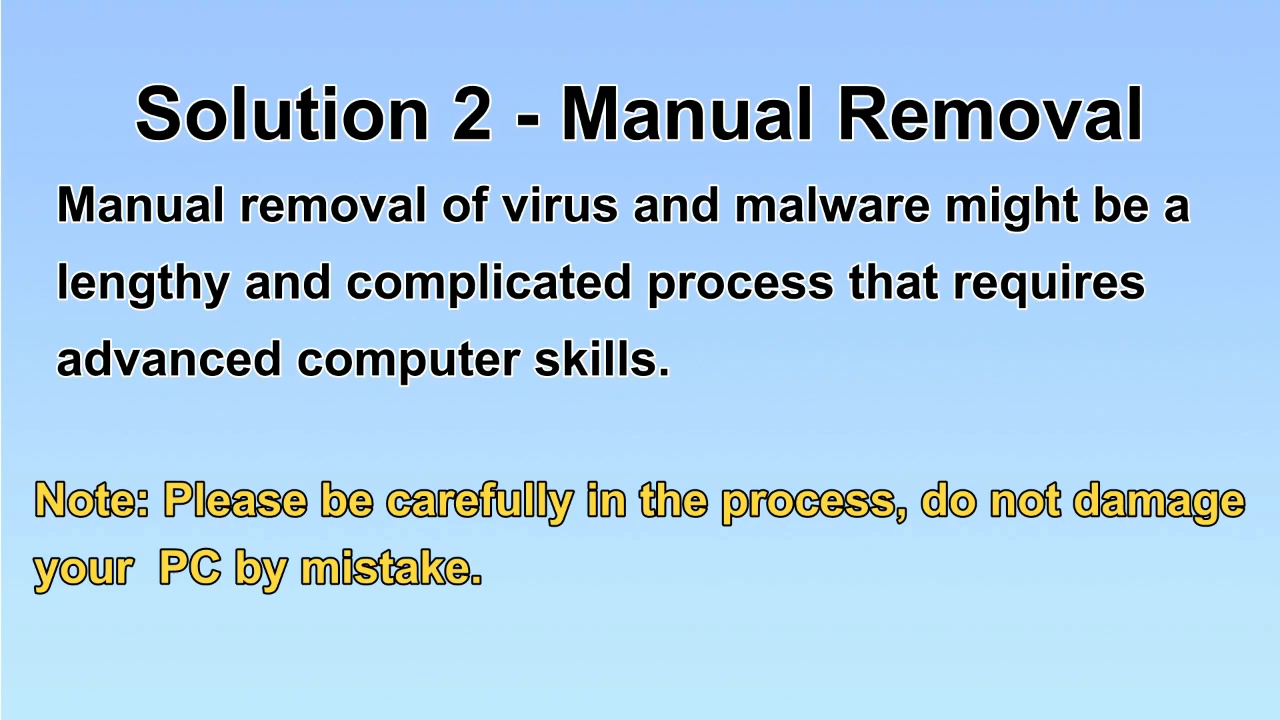 Solution 2 - Manual Removal
Manual removal of virus and malware might be a
lengthy and complicated process that requires
advanced computer skills.
Note: Please be carefully in the process, do not damage
your  PC by mistake.